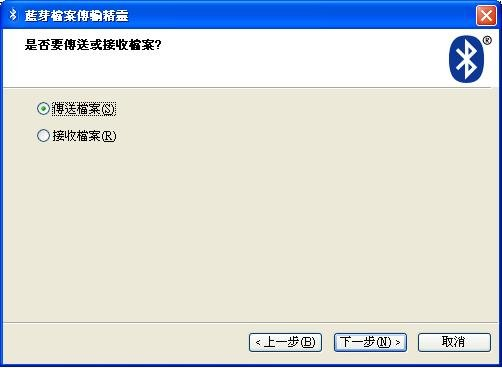 藍芽檔案傳輸精靈
是否要傳送或接收檔案?
®
傳送檔案(S)
接收檔案(R)
< 上一步(B)
下一步(N) >
取消